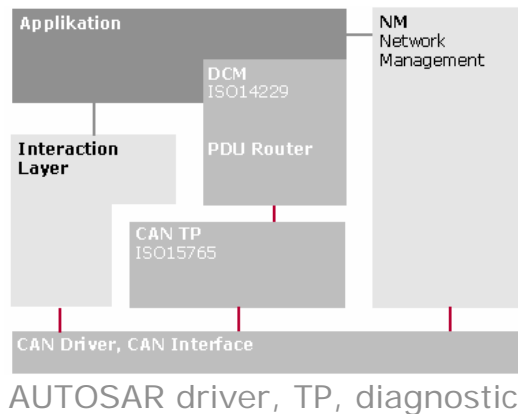 Applikation
NM
Network
Management
DCM
ISO14229
Interaction
Layer
PDU Router
CAN TP
ISO15765
CAN Driver, CAN Interface
AUTOSAR driver, TP, diagnostic